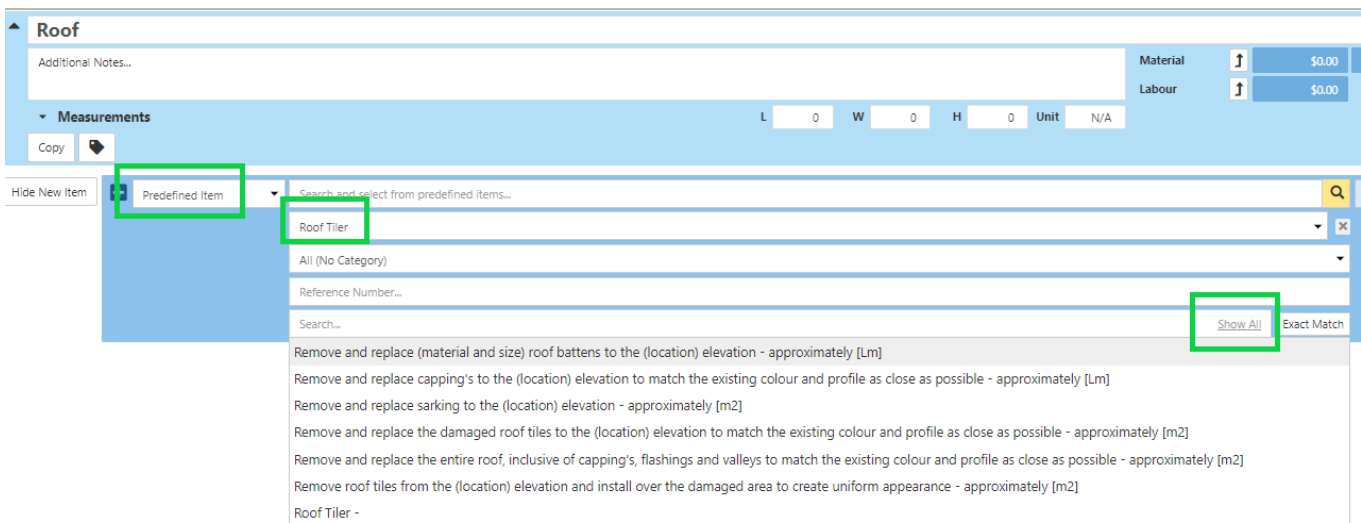 Roof
Additional Notes...
Material $0.00
Labour $0.00
Measurements L 0 W 0 H 0 Unit N/A
Copy
Hide New Item Predefined Item Search and select from predefined items...
Roof Tiler
All (No Category)
Reference Number...
Search... Show All Exact Match
Remove and replace (material and size) roof battens to the (location) elevation - approximately [Lm]
Remove and replace capping's to the (location) elevation to match the existing colour and profile as close as possible - approximately [Lm]
Remove and replace sarking to the (location) elevation - approximately [m2]
Remove and replace the damaged roof tiles to the (location) elevation to match the existing colour and profile as close as possible - approximately [m2]
Remove and replace the entire roof, inclusive of capping's, flashings and valleys to match the existing colour and profile as close as possible - approximately [m2]
Remove roof tiles from the (location) elevation and install over the damaged area to create uniform appearance - approximately [m2]
Roof Tiler -